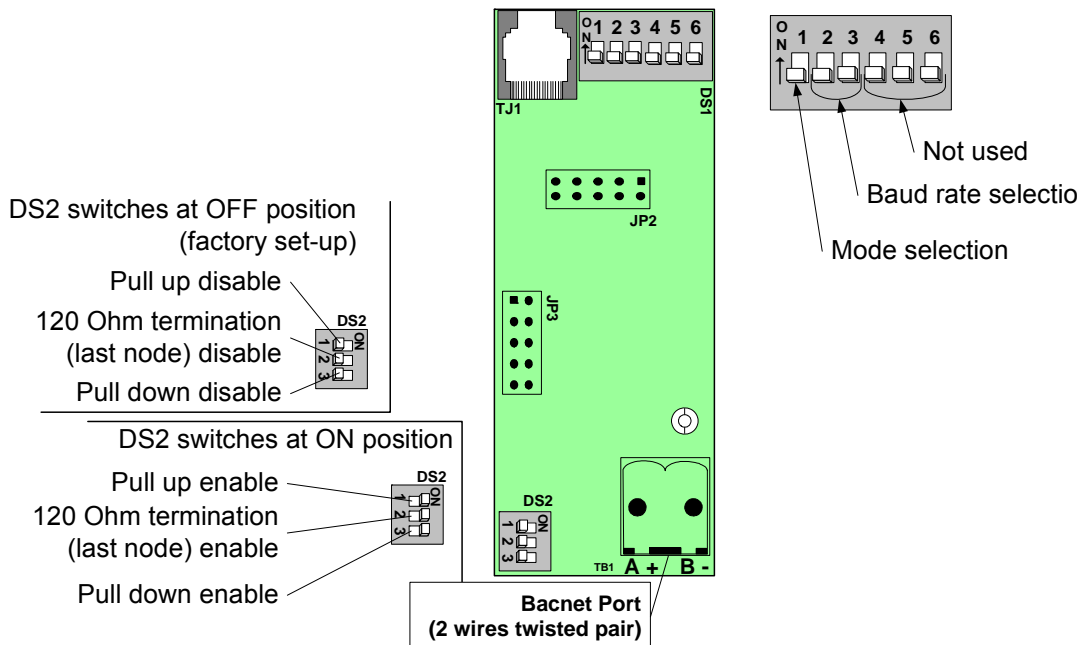 O
N
1 2 3 4 5 6
TJ1
DS1
O
N
1 2 3 4 5 6
Not used
Baud rate selectio
Mode selection
JP2
JP3
DS2 switches at OFF position
(factory set-up)
Pull up disable
120 Ohm termination
(last node) disable
Pull down disable
DS2
ON
1
2
3
DS2 switches at ON position
Pull up enable
120 Ohm termination
(last node) enable
Pull down enable
DS2
ON
1
2
3
DS2
ON
1
2
3
TB1 A + B -
Bacnet Port
(2 wires twisted pair)